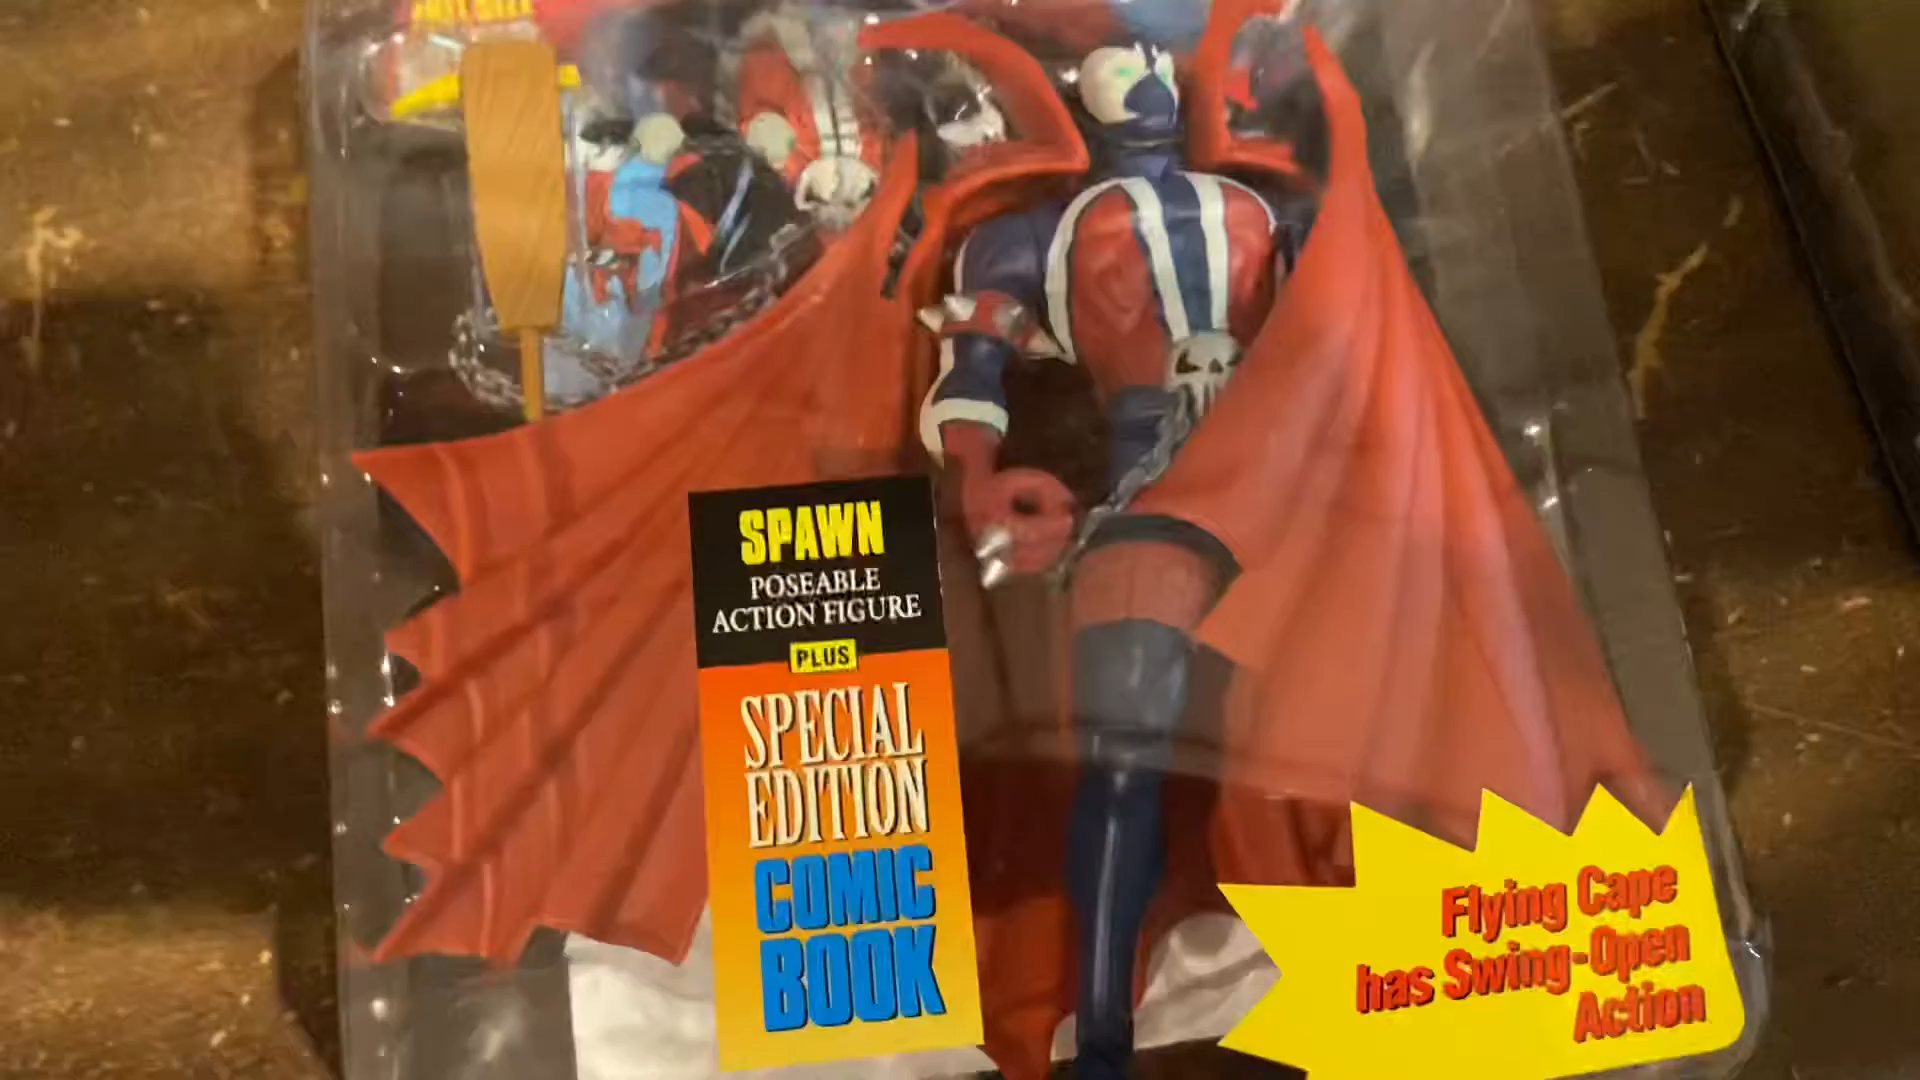 SPAWN
POSEABLE
ACTION FIGURE
PLUS
SPECIAL
EDITION
COMIC
BOOK
Flying Cape
has Swing-Open
Action